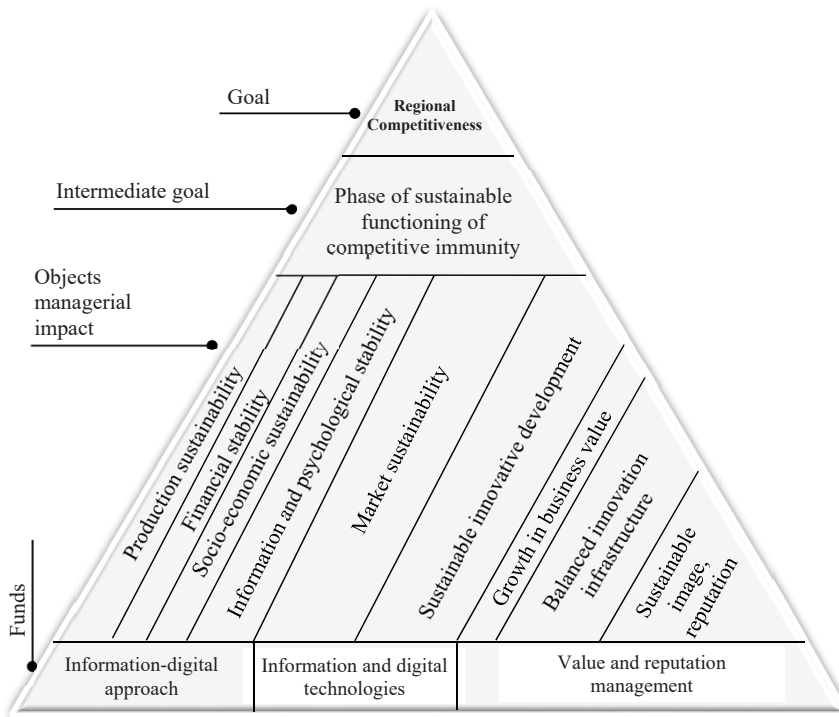 Goal
Regional
Competitiveness
Intermediate goal
Phase of sustainable
functioning of
competitive immunity
Objects
managerial
impact
Production sustainability
Financial stability
Socio-economic sustainability
Information and psychological stability
Market sustainability
Sustainable innovative development
Growth in business value
Balanced innovation
infrastructure
Sustainable
image,
reputation
Funds
Information-digital
approach
Information and digital
technologies
Value and reputation
management